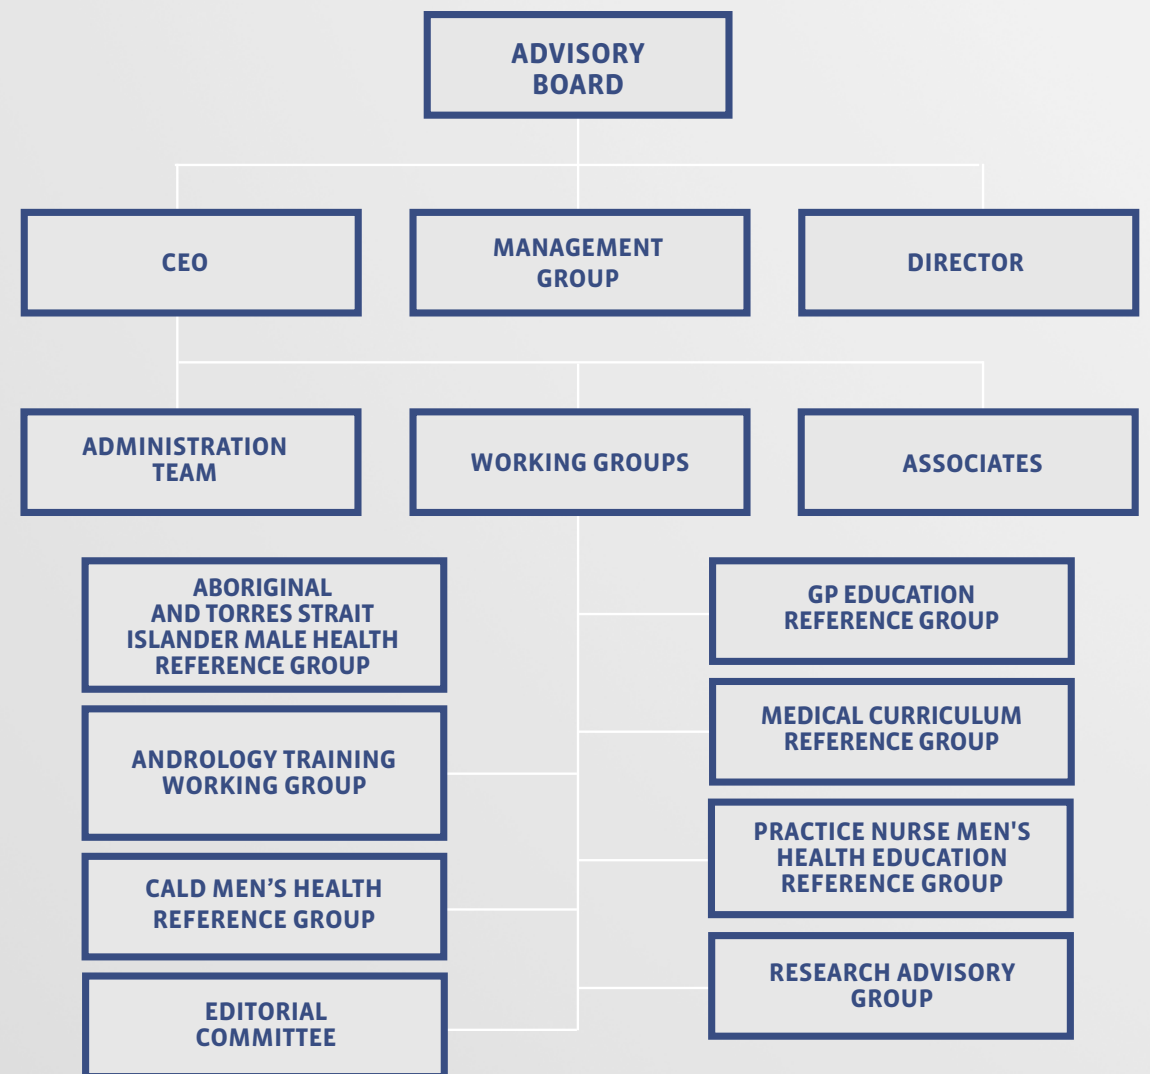 ADVISORY
BOARD
CEO
MANAGEMENT
GROUP
DIRECTOR
ADMINISTRATION
TEAM
WORKING GROUPS
ASSOCIATES
ABORIGINAL
AND TORRES STRAIT
ISLANDER MALE HEALTH
REFERENCE GROUP
ANDROLOGY TRAINING
WORKING GROUP
CALD MEN’S HEALTH
REFERENCE GROUP
EDITORIAL
COMMITTEE
GP EDUCATION
REFERENCE GROUP
MEDICAL CURRICULUM
REFERENCE GROUP
PRACTICE NURSE MEN'S
HEALTH EDUCATION
REFERENCE GROUP
RESEARCH ADVISORY
GROUP